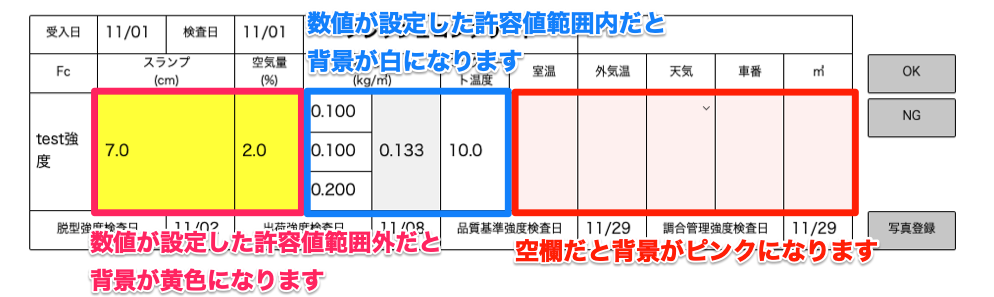 数値が設定した許容値範囲内だと
背景が白になります
受入日 11/01 検査日 11/01
Fc スランプ (cm) 空気量 (%) (kg/㎥) ト温度 室温 外気温 天気 車番 ㎥
OK
NG
test強度 7.0 2.0 0.100 0.100 0.200 0.133 10.0
脱型強度検査日 11/02 出荷強度検査日 11/08 品質基準強度検査日 11/29 調合管理強度検査日 11/29
写真登録
数値が設定した許容値範囲外だと
背景が黄色になります
空欄だと背景がピンクになります